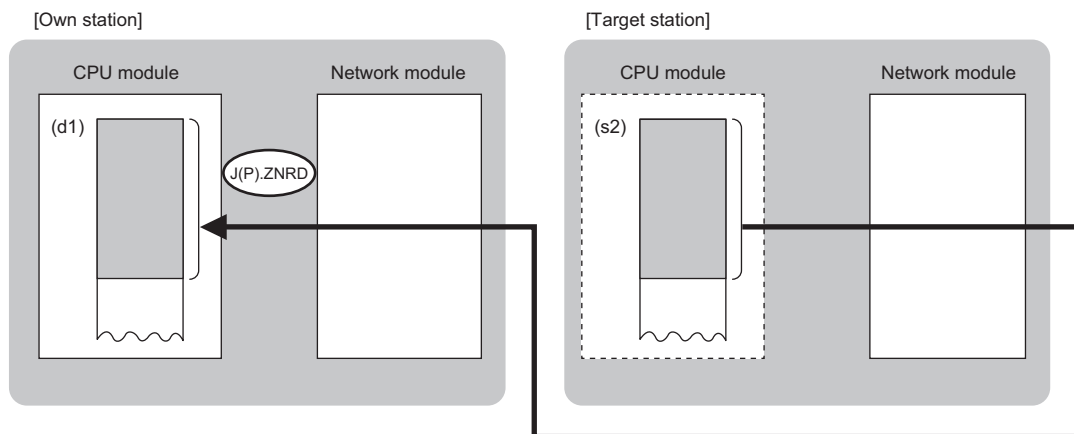 [Own station]
[Target station]
CPU module
Network module
CPU module
Network module
(d1)
(s2)
J(P).ZNRD